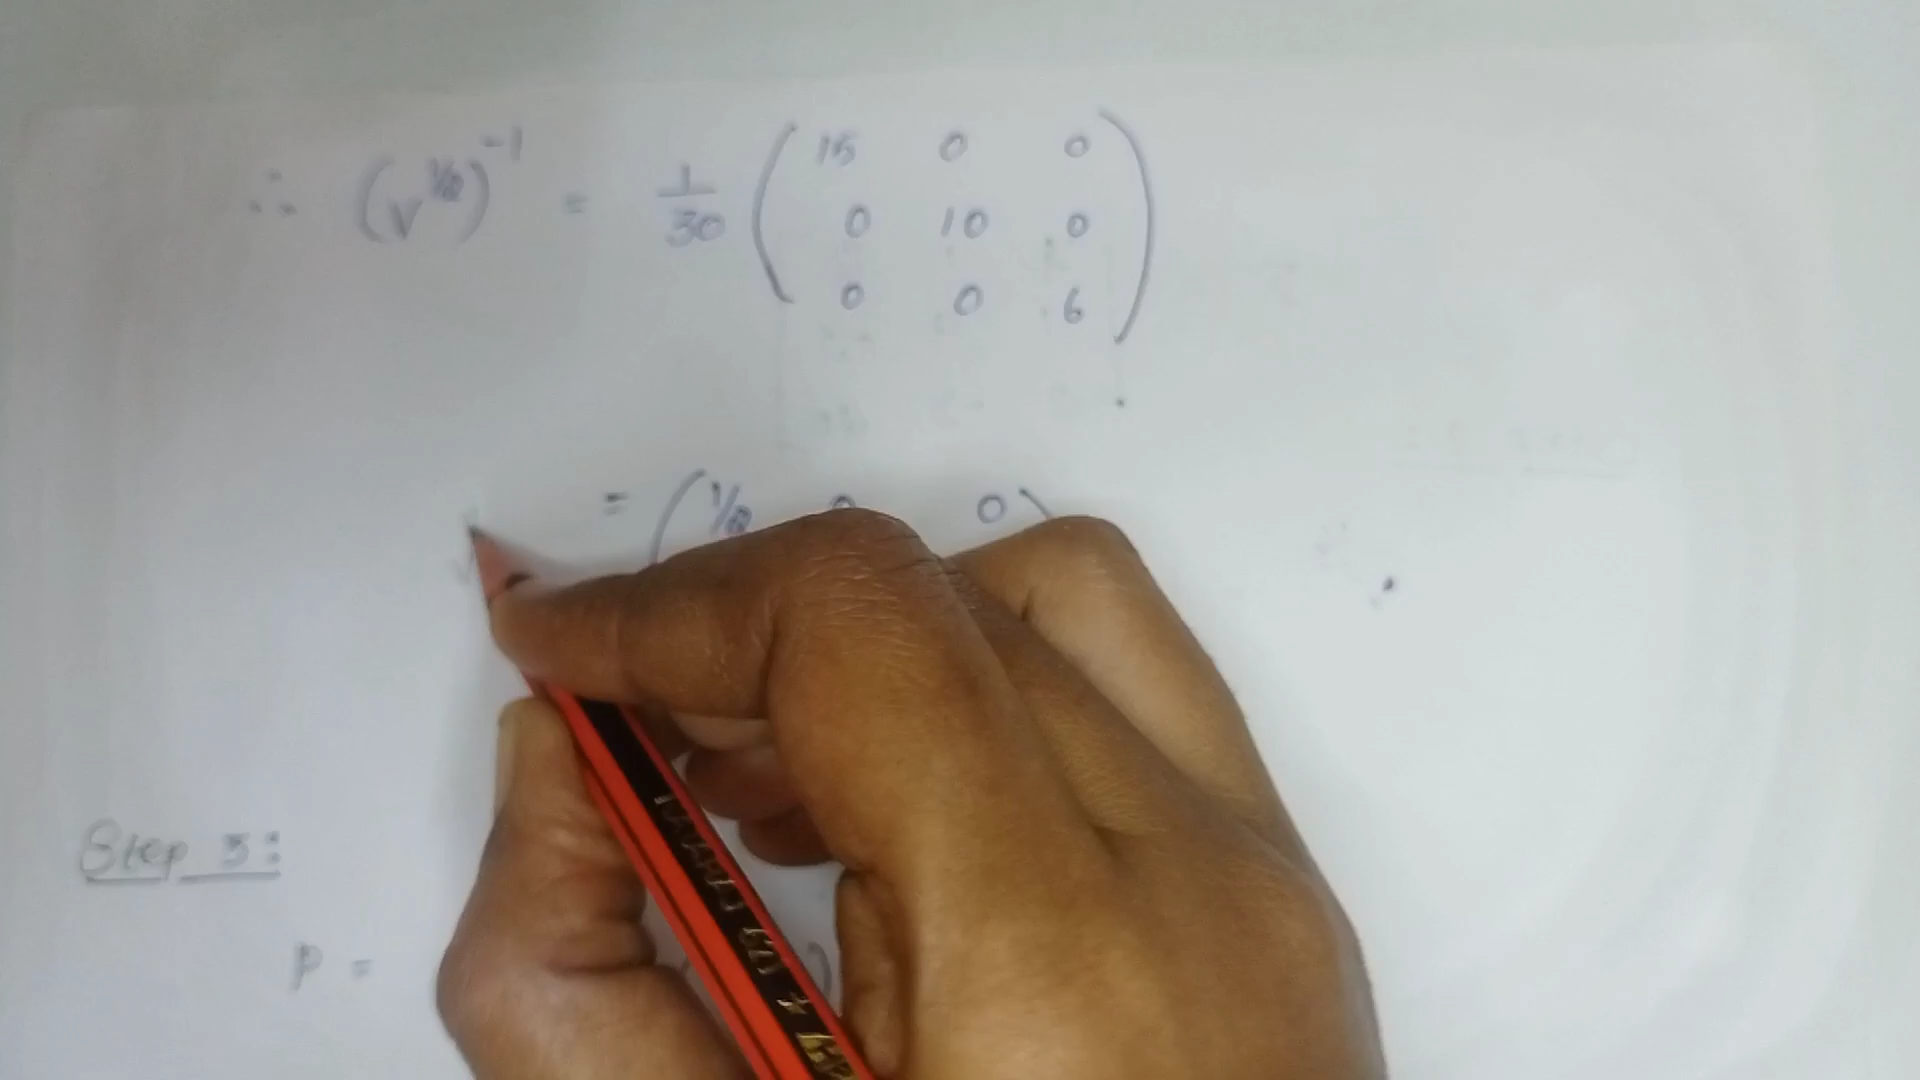 ∴ (V^1/2)^-1 = 1/30 ( 15 0 0
0 10 0
0 0 6 )
= ( 1/2 0 0 )
Step 3:
P =